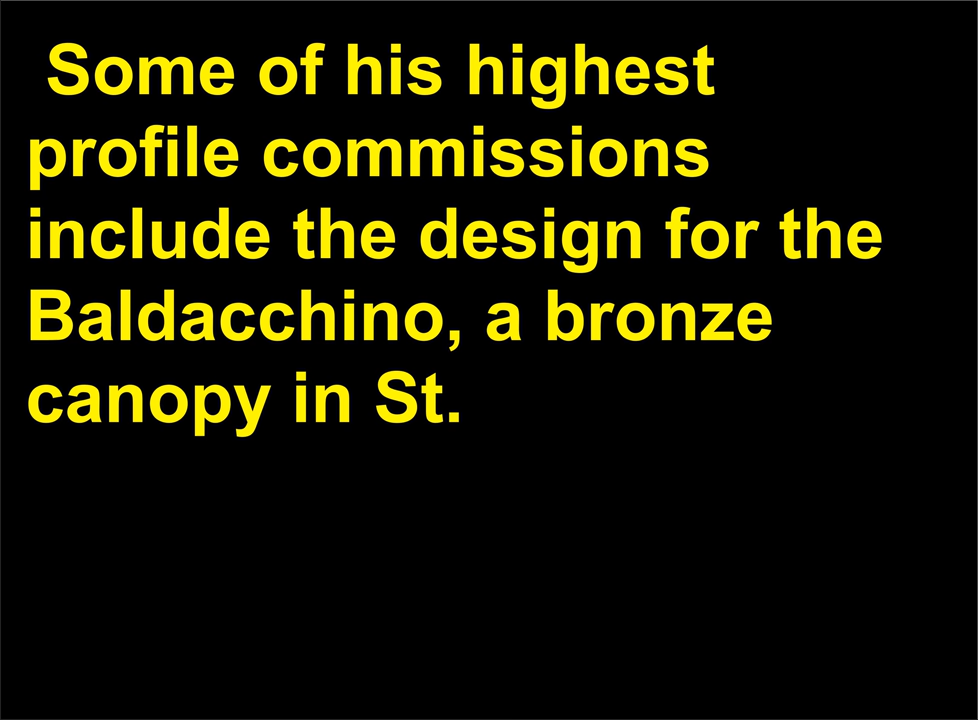 Some of his highest
profile commissions
include the design for the
Baldacchino, a bronze
canopy in St.